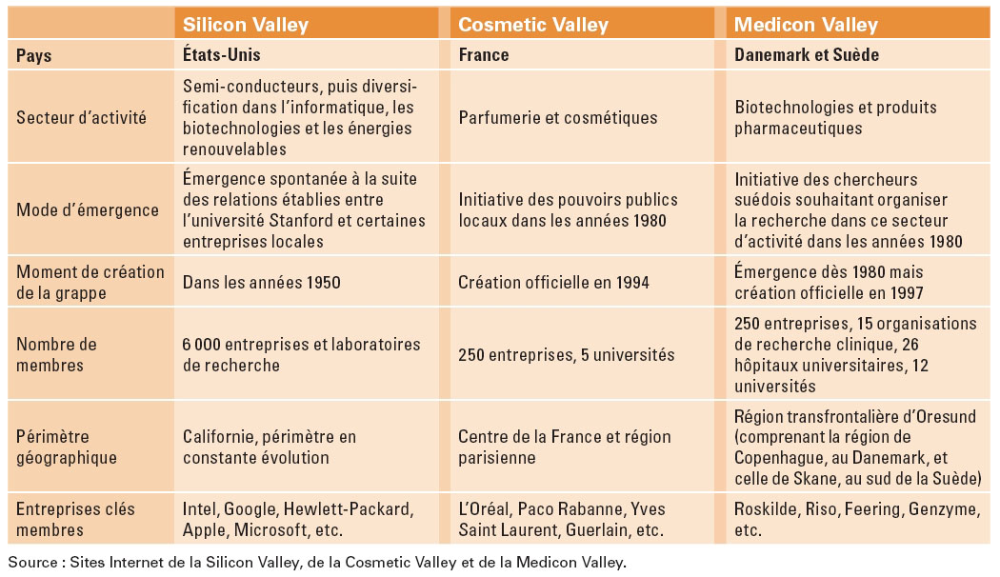 Silicon Valley
Cosmetic Valley
Medicon Valley
Pays
États-Unis
France
Danemark et Suède
Secteur d'activité
Semi-conducteurs, puis diversi-
fication dans l'informatique, les
biotechnologies et les énergies
renouvelables
Parfumerie et cosmétiques
Biotechnologies et produits
pharmaceutiques
Mode d'émergence
Émergence spontanée à la suite
des relations établies entre
l'université Stanford et certaines
entreprises locales
Initiative des pouvoirs publics
locaux dans les années 1980
Initiative des chercheurs
suédois souhaitant organiser
la recherche dans ce secteur
d'activité dans les années 1980
Moment de création
de la grappe
Dans les années 1950
Création officielle en 1994
Émergence dès 1980 mais
création officielle en 1997
Nombre de
membres
6 000 entreprises et laboratoires
de recherche
250 entreprises, 5 universités
250 entreprises, 15 organisations
de recherche clinique, 26
hôpitaux universitaires, 12
universités
Périmètre
géographique
Californie, périmètre en
constante évolution
Centre de la France et région
parisienne
Région transfrontalière d'Oresund
(comprenant la région de
Copenhague, au Danemark, et
celle de Skane, au sud de la Suède)
Entreprises clés
membres
Intel, Google, Hewlett-Packard,
Apple, Microsoft, etc.
L'Oréal, Paco Rabanne, Yves
Saint Laurent, Guerlain, etc.
Roskilde, Riso, Feering, Genzyme,
etc.
Source : Sites Internet de la Silicon Valley, de la Cosmetic Valley et de la Medicon Valley.